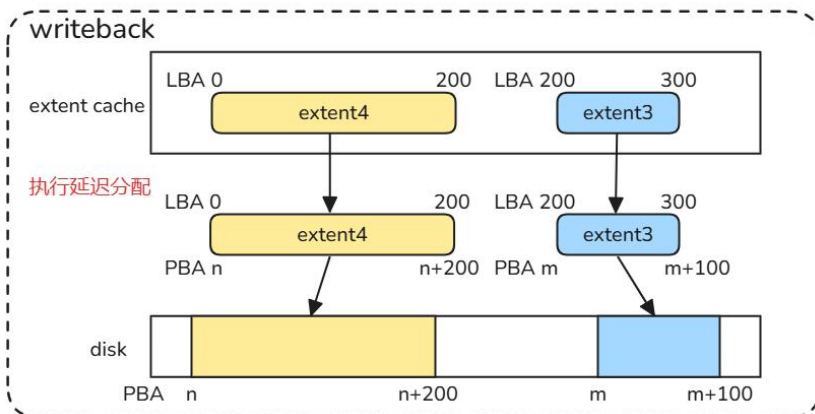 writeback
LBA 0 200 LBA 200 300
extent cache extent4 extent3
执行延迟分配
LBA 0 200 LBA 200 300
extent4 extent3
PBA n n+200 PBA m m+100
disk
PBA n n+200 m m+100